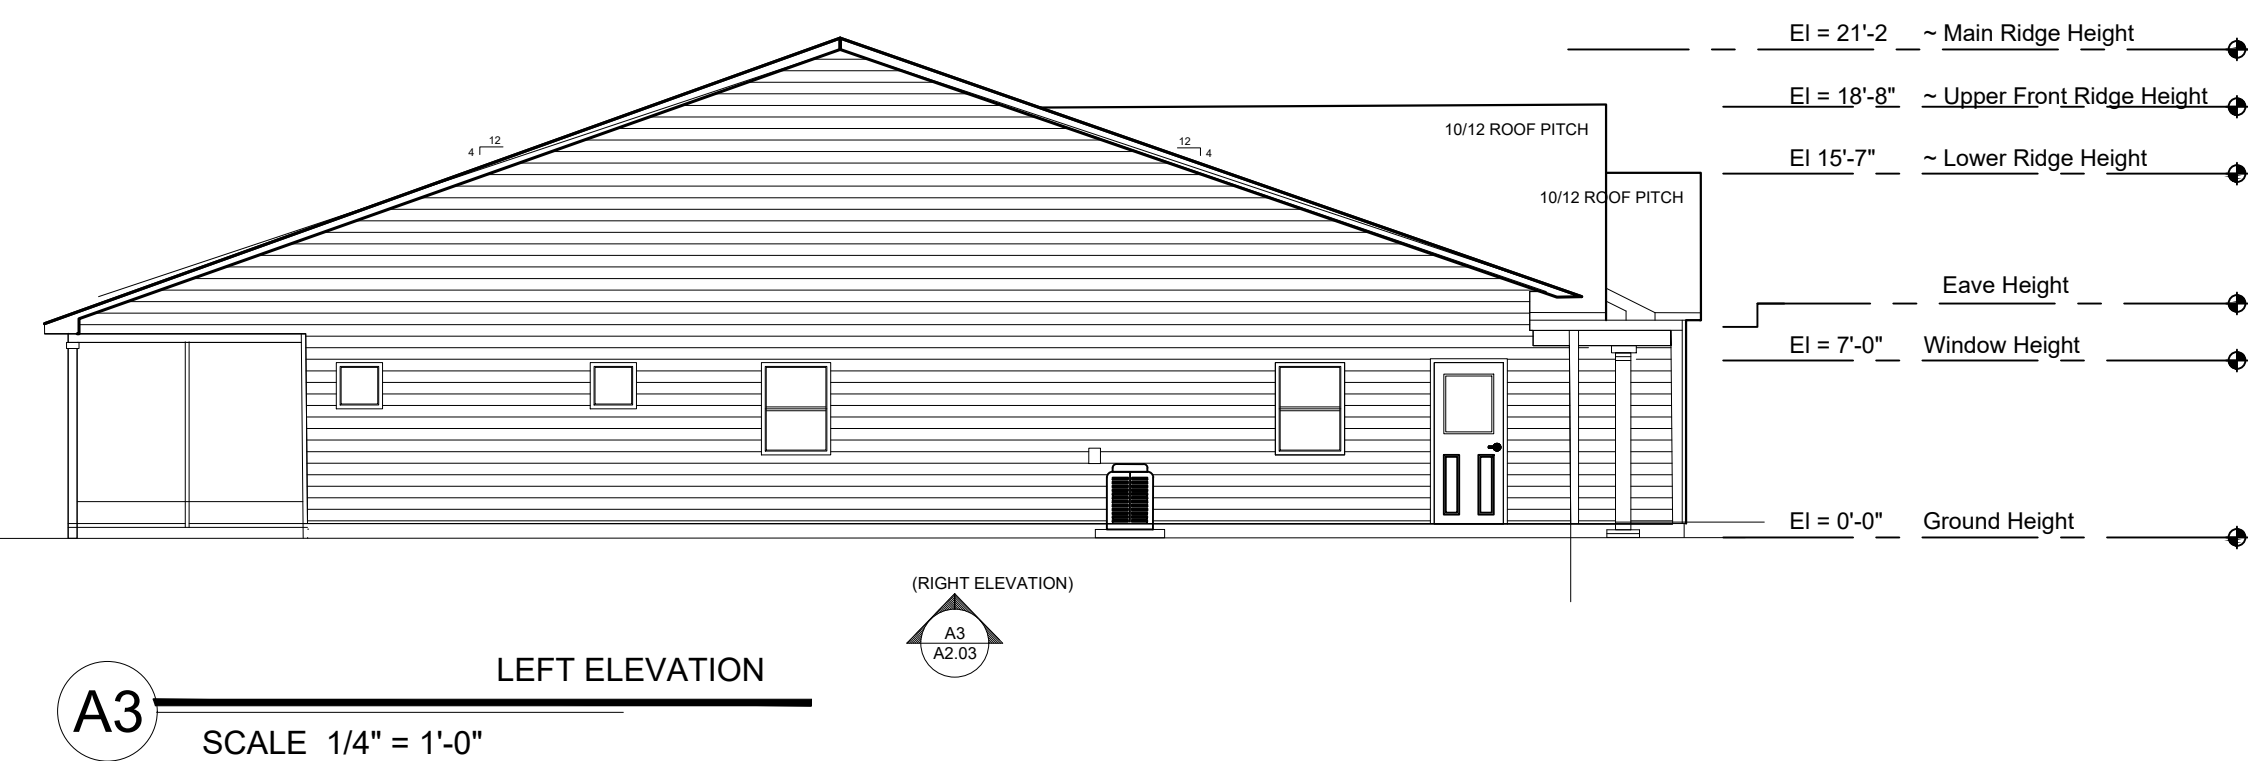 El = 21'-2 ~ Main Ridge Height
El = 18'-8" ~ Upper Front Ridge Height
10/12 ROOF PITCH
12
4
12
4
El 15'-7" ~ Lower Ridge Height
10/12 ROOF PITCH
Eave Height
El = 7'-0" Window Height
El = 0'-0" Ground Height
(RIGHT ELEVATION)
A3
A2.03
LEFT ELEVATION
A3
SCALE 1/4" = 1'-0"